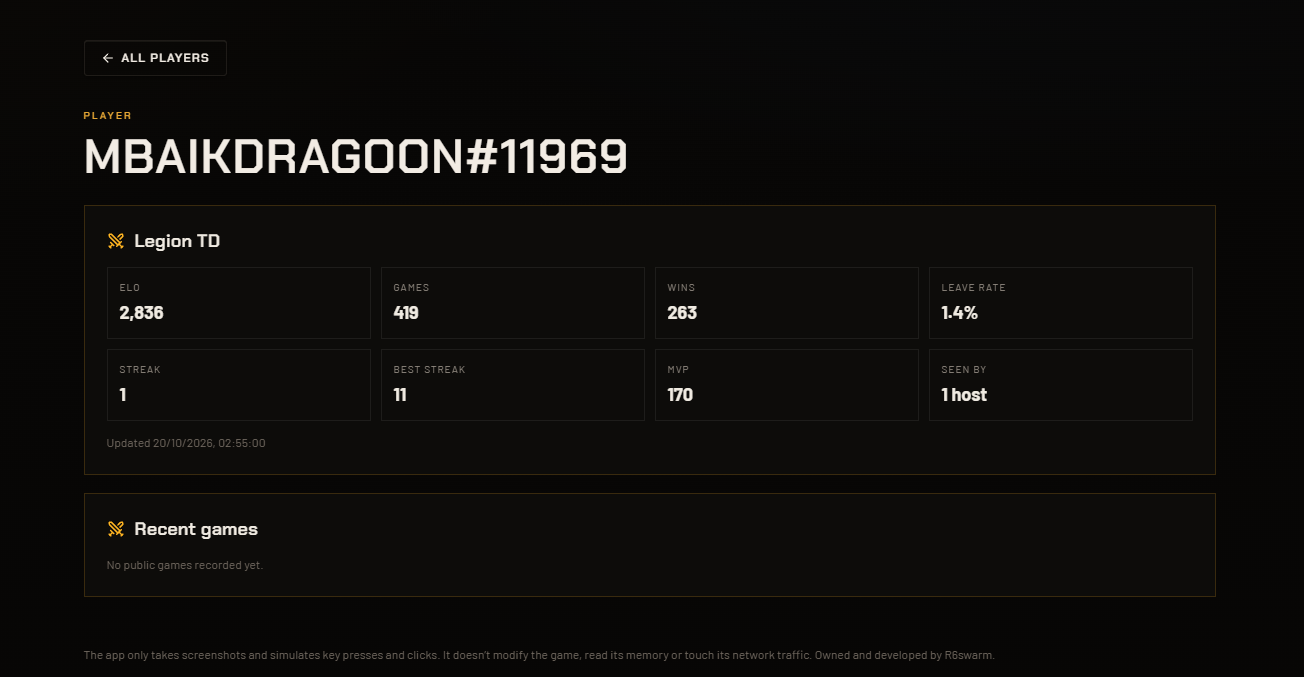 ← ALL PLAYERS
PLAYER
MBAIKDRAGOON#11969
Legion TD
ELO
2,836
GAMES
419
WINS
263
LEAVE RATE
1.4%
STREAK
1
BEST STREAK
11
MVP
170
SEEN BY
1 host
Updated 20/10/2026, 02:55:00
Recent games
No public games recorded yet.
The app only takes screenshots and simulates key presses and clicks. It doesn't modify the game, read its memory or touch its network traffic. Owned and developed by R6swarm.